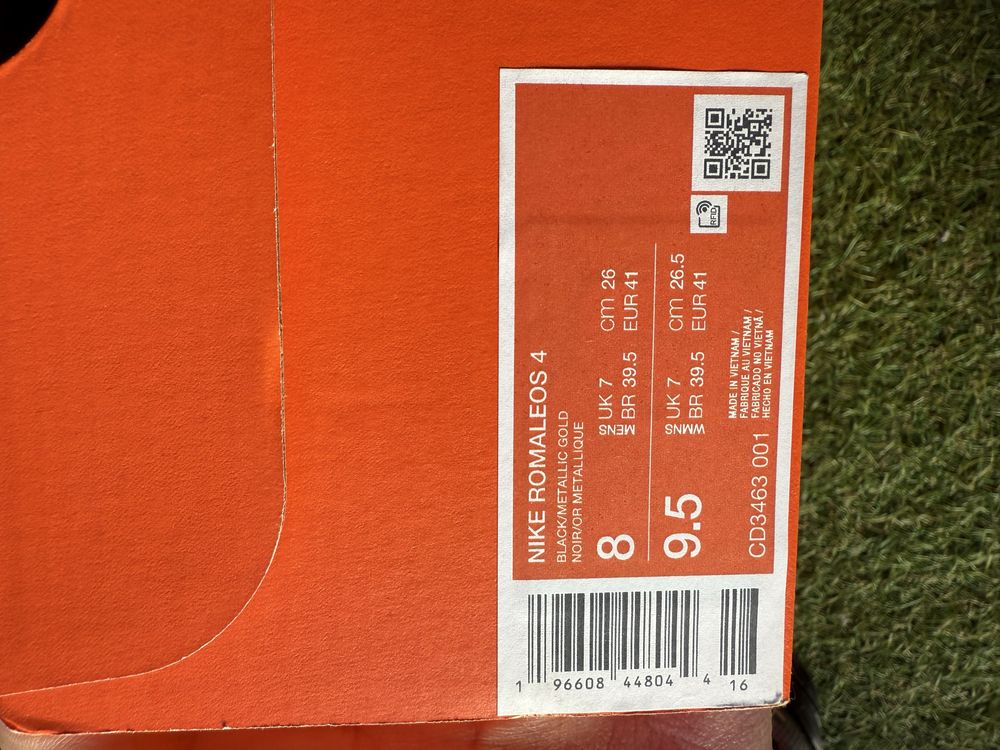 NIKE ROMALEOS 4
BLACK/METALLIC GOLD
NOIR/OR METALLIQUE
8 MENS UK 7 CM 26
BR 39.5 EUR 41
9.5 WMNS UK 7 CM 26.5
BR 39.5 EUR 41
RFID
CD3463 001
MADE IN VIETNAM /
FABRIQUE AU VIETNAM /
FABRICADO NO VIETNÃ /
HECHO EN VIETNAM
1 96608 44804 4 16